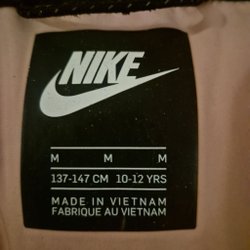 NIKE
M M M
137-147 CM 10-12 YRS
MADE IN VIETNAM
FABRIQUE AU VIETNAM